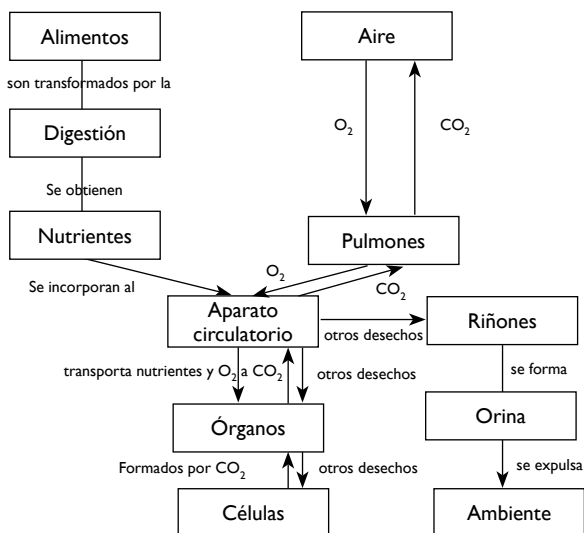 Alimentos
Aire
son transformados por la
O₂
CO₂
Digestión
Se obtienen
Nutrientes
Pulmones
Se incorporan al
O₂
CO₂
Aparato
circulatorio
otros desechos
Riñones
transporta nutrientes y O₂ a CO₂
otros desechos
se forma
Órganos
Orina
Formados por CO₂
otros desechos
se expulsa
Células
Ambiente